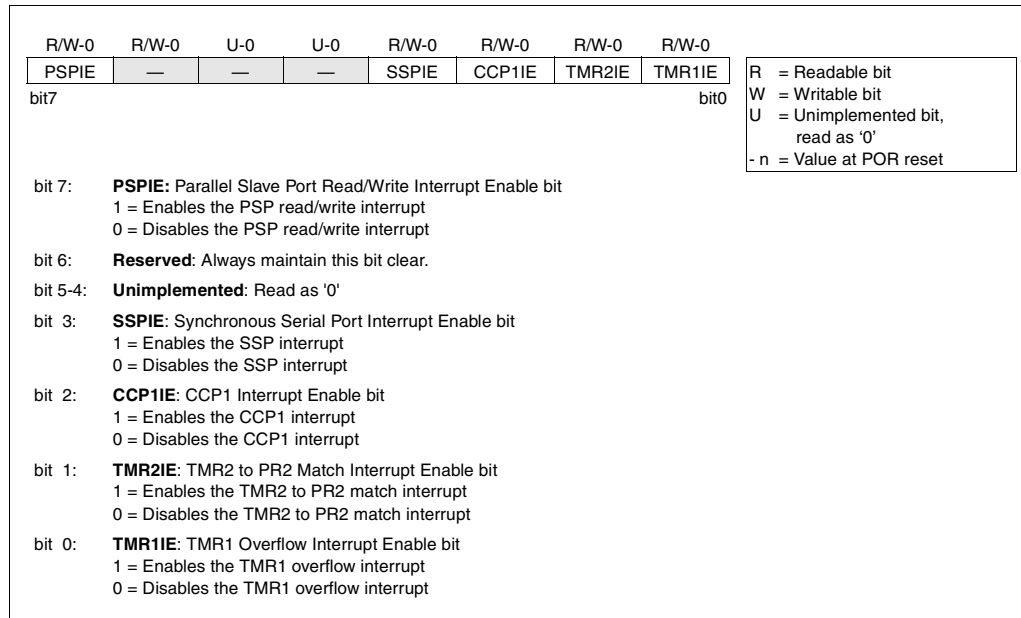 R/W-0 R/W-0 U-0 U-0 R/W-0 R/W-0 R/W-0 R/W-0
PSPIE — — — SSPIE CCP1IE TMR2IE TMR1IE
bit7 bit0
R = Readable bit
W = Writable bit
U = Unimplemented bit,
read as ‘0’
- n = Value at POR reset
bit 7: PSPIE: Parallel Slave Port Read/Write Interrupt Enable bit
1 = Enables the PSP read/write interrupt
0 = Disables the PSP read/write interrupt
bit 6: Reserved: Always maintain this bit clear.
bit 5-4: Unimplemented: Read as '0'
bit 3: SSPIE: Synchronous Serial Port Interrupt Enable bit
1 = Enables the SSP interrupt
0 = Disables the SSP interrupt
bit 2: CCP1IE: CCP1 Interrupt Enable bit
1 = Enables the CCP1 interrupt
0 = Disables the CCP1 interrupt
bit 1: TMR2IE: TMR2 to PR2 Match Interrupt Enable bit
1 = Enables the TMR2 to PR2 match interrupt
0 = Disables the TMR2 to PR2 match interrupt
bit 0: TMR1IE: TMR1 Overflow Interrupt Enable bit
1 = Enables the TMR1 overflow interrupt
0 = Disables the TMR1 overflow interrupt